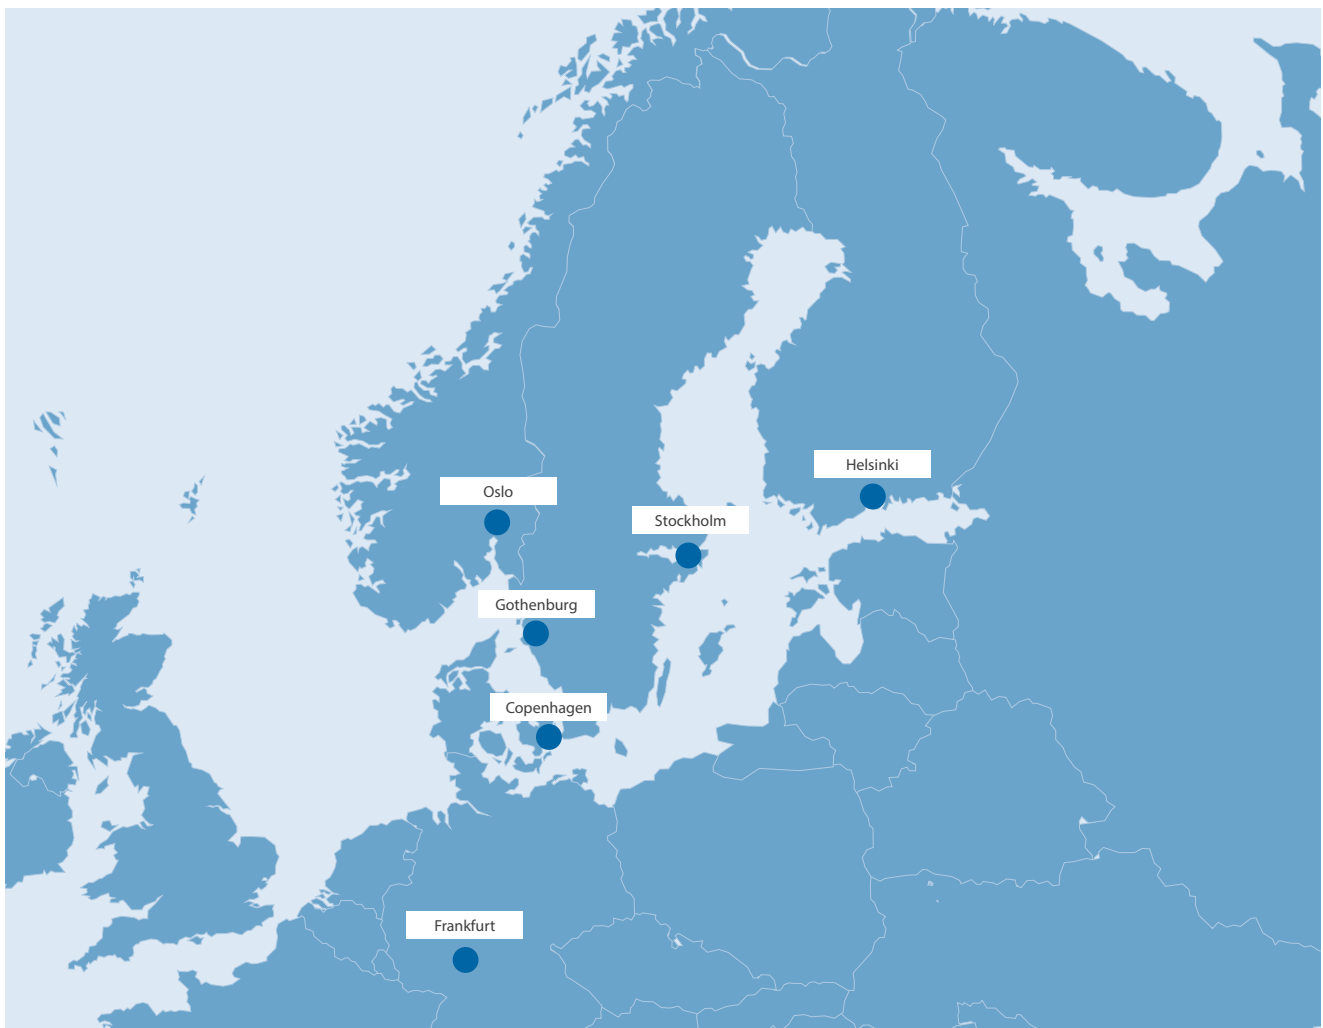 Helsinki
Oslo
Stockholm
Gothenburg
Copenhagen
Frankfurt